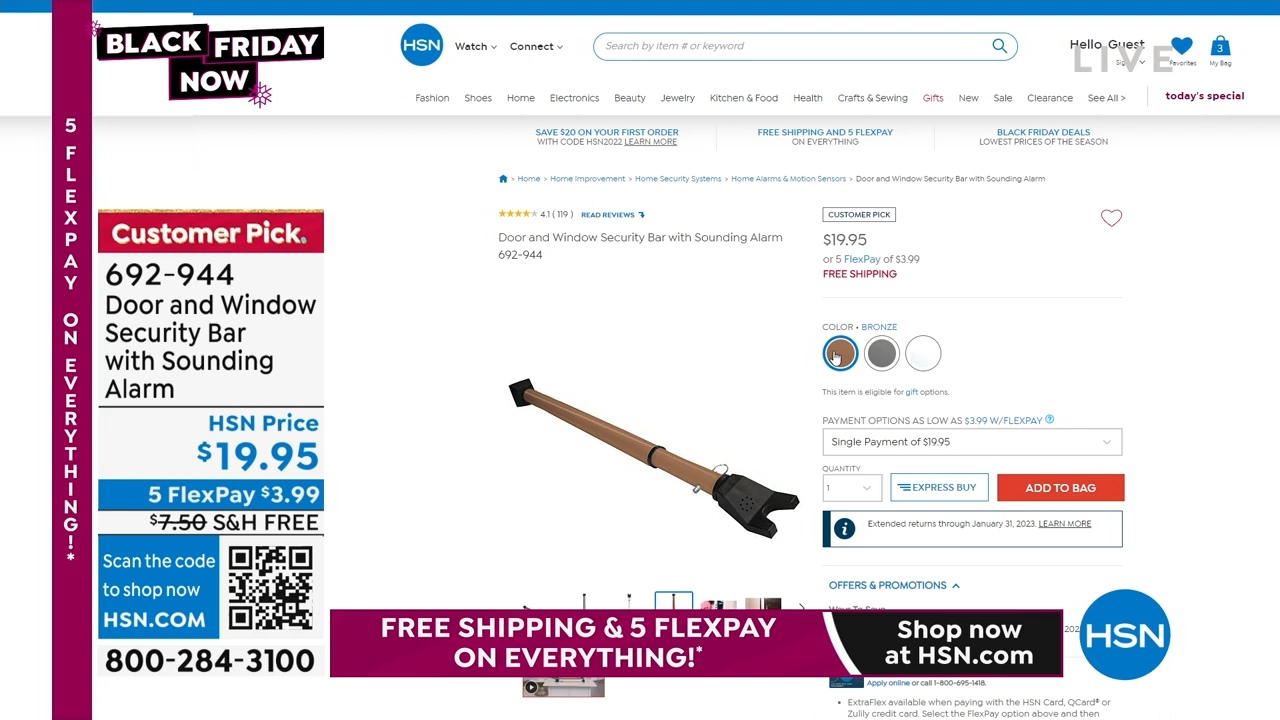 BLACK FRIDAY
NOW
5 FLEXPAY ON EVERYTHING!*
HSN
Watch
Connect
Search by item # or keyword
Hello, Guest
LIVE
Favorites
3
My Bag
Fashion
Shoes
Home
Electronics
Beauty
Jewelry
Kitchen & Food
Health
Crafts & Sewing
Gifts
New
Sale
Clearance
See All >
today's special
SAVE $20 ON YOUR FIRST ORDER
WITH CODE HSN2022 LEARN MORE
FREE SHIPPING AND 5 FLEXPAY
ON EVERYTHING
BLACK FRIDAY DEALS
LOWEST PRICES OF THE SEASON
> Home > Home Improvement > Home Security Systems > Home Alarms & Motion Sensors > Door and Window Security Bar with Sounding Alarm
4.1 ( 119 ) READ REVIEWS
Door and Window Security Bar with Sounding Alarm
692-944
CUSTOMER PICK
$19.95
or 5 FlexPay of $3.99
FREE SHIPPING
COLOR • BRONZE
This item is eligible for gift options.
PAYMENT OPTIONS AS LOW AS $3.99 W/FLEXPAY ?
Single Payment of $19.95
QUANTITY
1
EXPRESS BUY
ADD TO BAG
Extended returns through January 31, 2023. LEARN MORE
OFFERS & PROMOTIONS
Apply online or call 1-800-695-1418.
• ExtraFlex available when paying with the HSN Card, QCard® or
Zulily credit card. Select the FlexPay option above and then
Customer Pick.
692-944
Door and Window
Security Bar
with Sounding
Alarm
HSN Price
$19.95
5 FlexPay $3.99
$7.50 S&H FREE
Scan the code
to shop now
HSN.COM
800-284-3100
FREE SHIPPING & 5 FLEXPAY
ON EVERYTHING!*
Shop now
at HSN.com
HSN